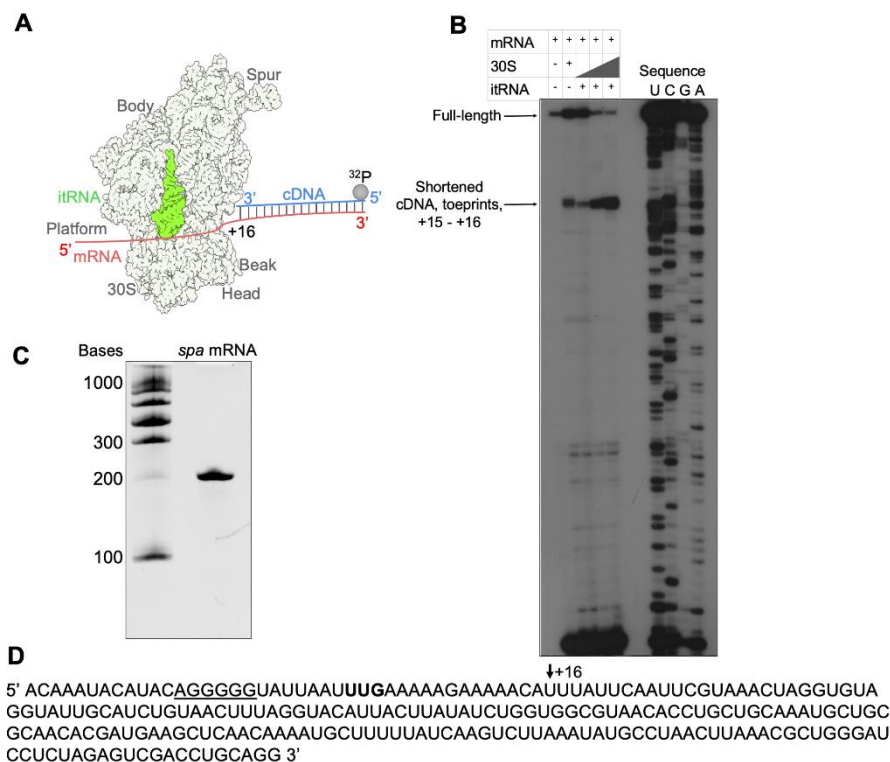 A
Spur
Body
itRNA
3’
cDNA
32P
5’
Platform
+16
5’
mRNA
3’
30S
Beak
Head
B
mRNA + + + + +
30S - +
itRNA - - + + +
Sequence
U C G A
Full-length
Shortened
cDNA, toeprints,
+15 - +16
C
Bases
spa mRNA
1000
300
200
100
D
+16
5’ ACAAAUACAUACAGGGGGUAUUAAUUUGAAAAAGAAAAACAUUUAUUCAAUUCGUAAACUAGGUGUA
GGUAUUGCAUCUGUAACUUUAGGUACAUUACUUAUAUCUGGUGGCGUAACACCUGCUGCAAAUGCUGC
GCAACACGAUGAAGCUCAACAAAAUGCUUUUUAUCAAGUCUUAAAUAUGCCUAACUUAAACGCUGGGAU
CCUCUAGAGUCGACCUGCAGG 3’